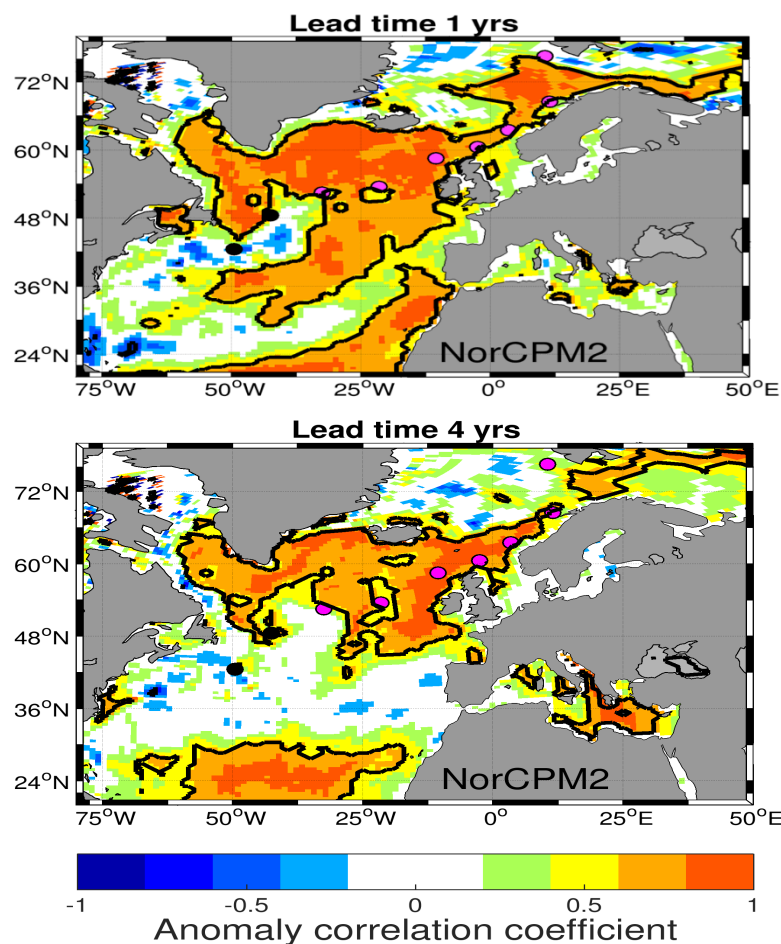 Lead time 1 yrs
72°N
60°N
48°N
36°N
24°N
NorCPM2
75°W 50°W 25°W 0°E 25°E 50°E
Lead time 4 yrs
72°N
60°N
48°N
36°N
24°N
NorCPM2
75°W 50°W 25°W 0°E 25°E 50°E
-1 -0.5 0 0.5 1
Anomaly correlation coefficient